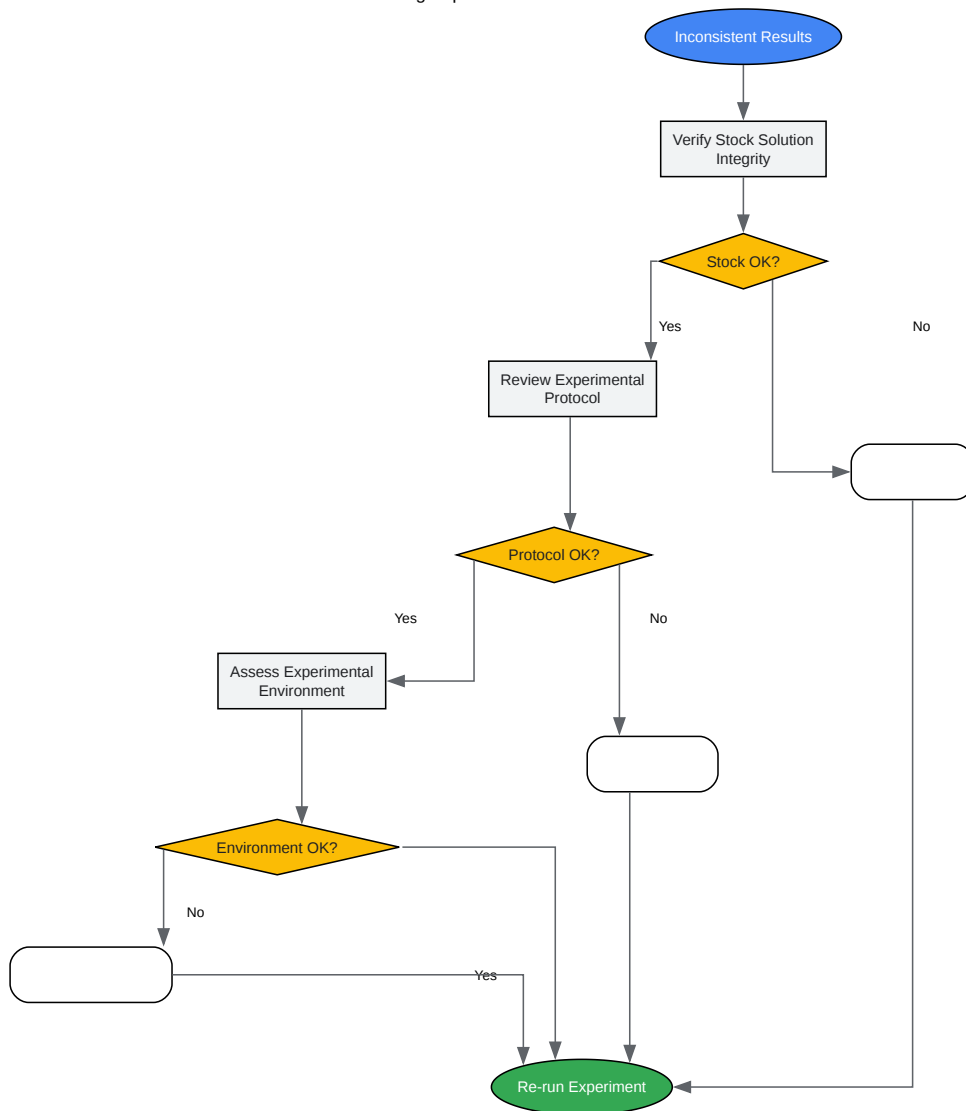 Inconsistent Results
Verify Stock Solution
Integrity
Stock OK?
Yes
No
Review Experimental
Protocol
Protocol OK?
Yes
No
Assess Experimental
Environment
Environment OK?
No
Yes
Re-run Experiment